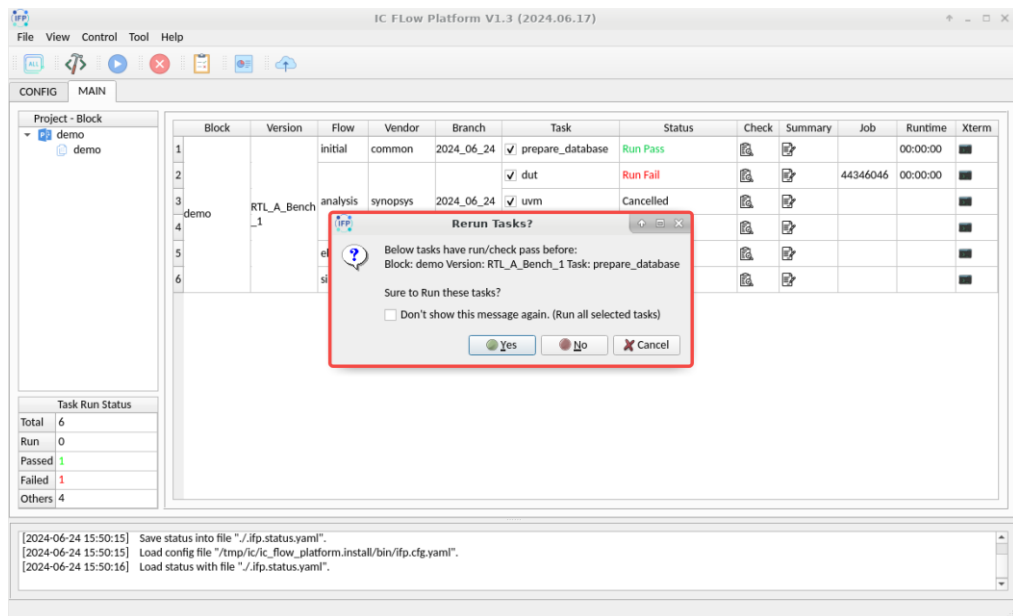 IFP
IC FLow Platform V1.3 (2024.06.17)
File View Control Tool Help
ALL
CONFIG MAIN
Project - Block
demo
demo
Block Version Flow Vendor Branch Task Status Check Summary Job Runtime Xterm
1 initial common 2024_06_24 prepare_database Run Pass 00:00:00
2 dut Run Fail 44346046 00:00:00
3 analysis synopsys 2024_06_24 uvm Cancelled
demo RTL_A_Bench
_1
4
5 el
6 si
IFP Rerun Tasks?
Below tasks have run/check pass before:
Block: demo Version: RTL_A_Bench_1 Task: prepare_database
Sure to Run these tasks?
Don't show this message again. (Run all selected tasks)
Yes No Cancel
Task Run Status
Total 6
Run 0
Passed 1
Failed 1
Others 4
[2024-06-24 15:50:15] Save status into file "./.ifp.status.yaml".
[2024-06-24 15:50:15] Load config file "/tmp/ic/ic_flow_platform.install/bin/ifp.cfg.yaml".
[2024-06-24 15:50:16] Load status with file "./.ifp.status.yaml".